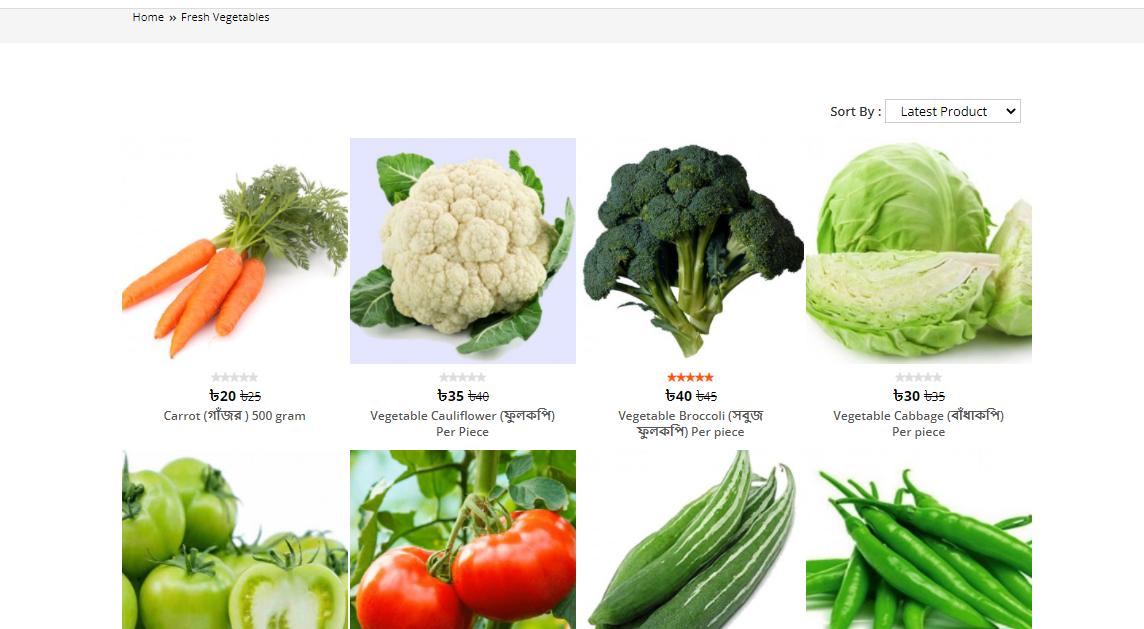 Home » Fresh Vegetables
Sort By : Latest Product
৳20 ৳25
Carrot (গাঁজর ) 500 gram
৳35 ৳40
Vegetable Cauliflower (ফুলকপি)
Per Piece
৳40 ৳45
Vegetable Broccoli (সবুজ
ফুলকপি) Per piece
৳30 ৳35
Vegetable Cabbage (বাঁধাকপি)
Per piece